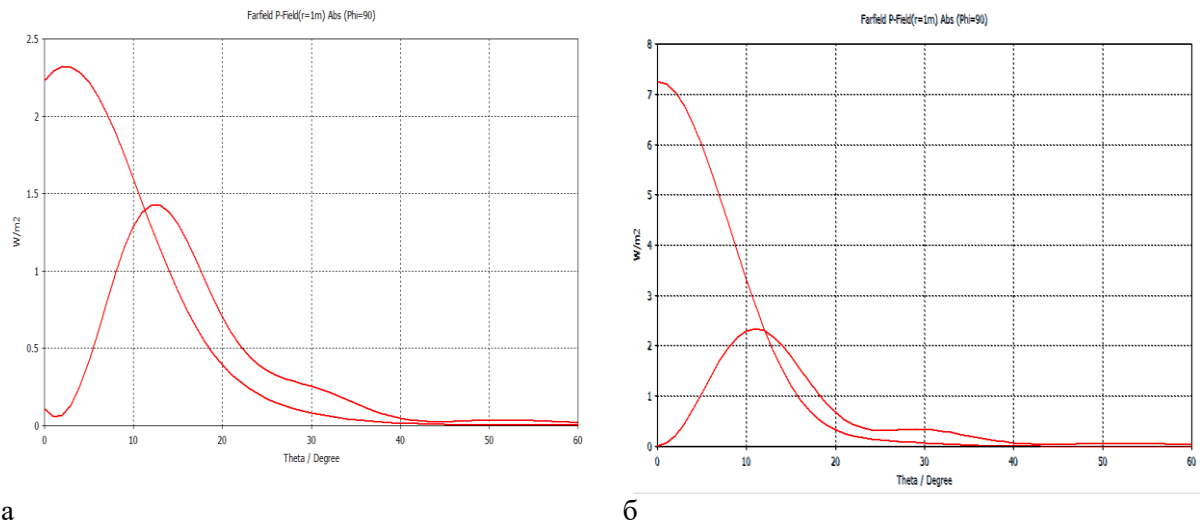 Farfield P-Field(r=1m) Abs (Phi=90)
2.5
2
1.5
1
0.5
0
W/m2
0 10 20 30 40 50 60
Theta / Degree
а
Farfield P-Field(r=1m) Abs (Phi=90)
8
7
6
5
4
3
2
1
0
W/m2
0 10 20 30 40 50 60
Theta / Degree
б